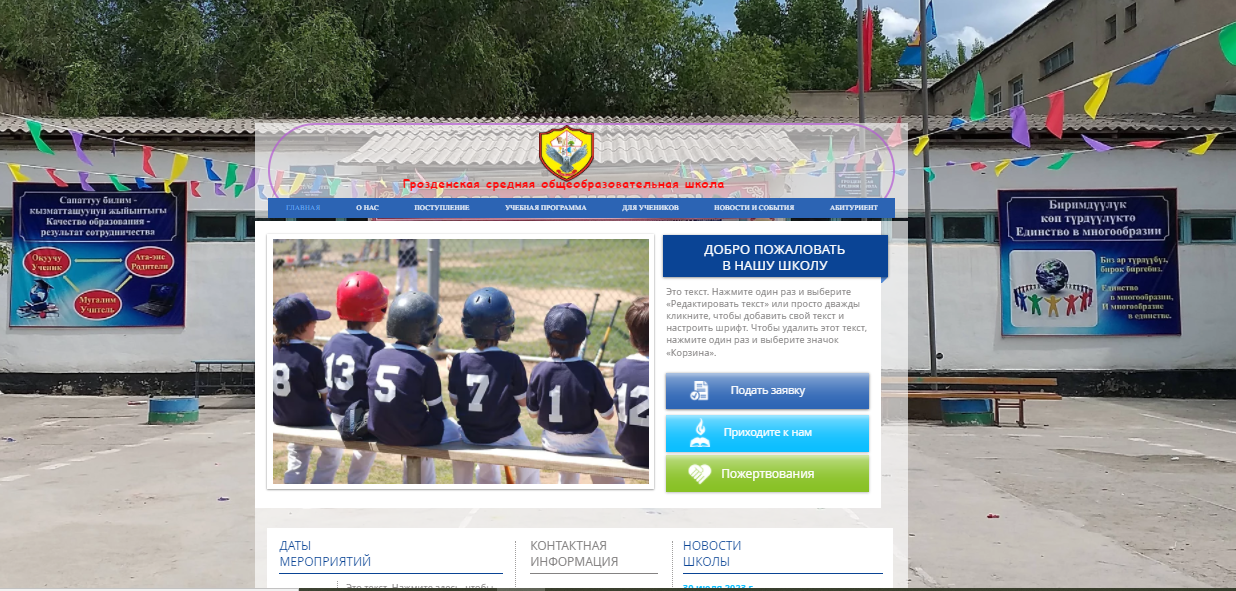 Сапаттуу билим -
кызматташуунун жыйынтыгы
Качество образования -
результат сотрудничества
Окуучу
Ученик
Ата-эне
Родители
Мугалим
Учитель
Грозденская средняя общеобразовательная школа
ГЛАВНАЯ О НАС ПОСТУПЛЕНИЕ УЧЕБНАЯ ПРОГРАММА ДЛЯ УЧЕНИКОВ НОВОСТИ И СОБЫТИЯ АБИТУРИЕНТ
8 13 5 7 1 12
ДОБРО ПОЖАЛОВАТЬ
В НАШУ ШКОЛУ
Это текст. Нажмите один раз и выберите
«Редактировать текст» или просто дважды
кликните, чтобы добавить свой текст и
настроить шрифт. Чтобы удалить этот текст,
нажмите один раз и выберите значок
«Корзина».
Подать заявку
Приходите к нам
Пожертвования
Биримдүүлүк
көп түрдүүлүктө
Единство в многообразии
Биз ар түрдүүбүз,
бирок биргебиз.
Единство
в многообразии,
И многообразие
в единстве.
ДАТЫ
МЕРОПРИЯТИЙ
Это текст. Нажмите здесь, чтобы
КОНТАКТНАЯ
ИНФОРМАЦИЯ
НОВОСТИ
ШКОЛЫ
30 июля 2023 г.